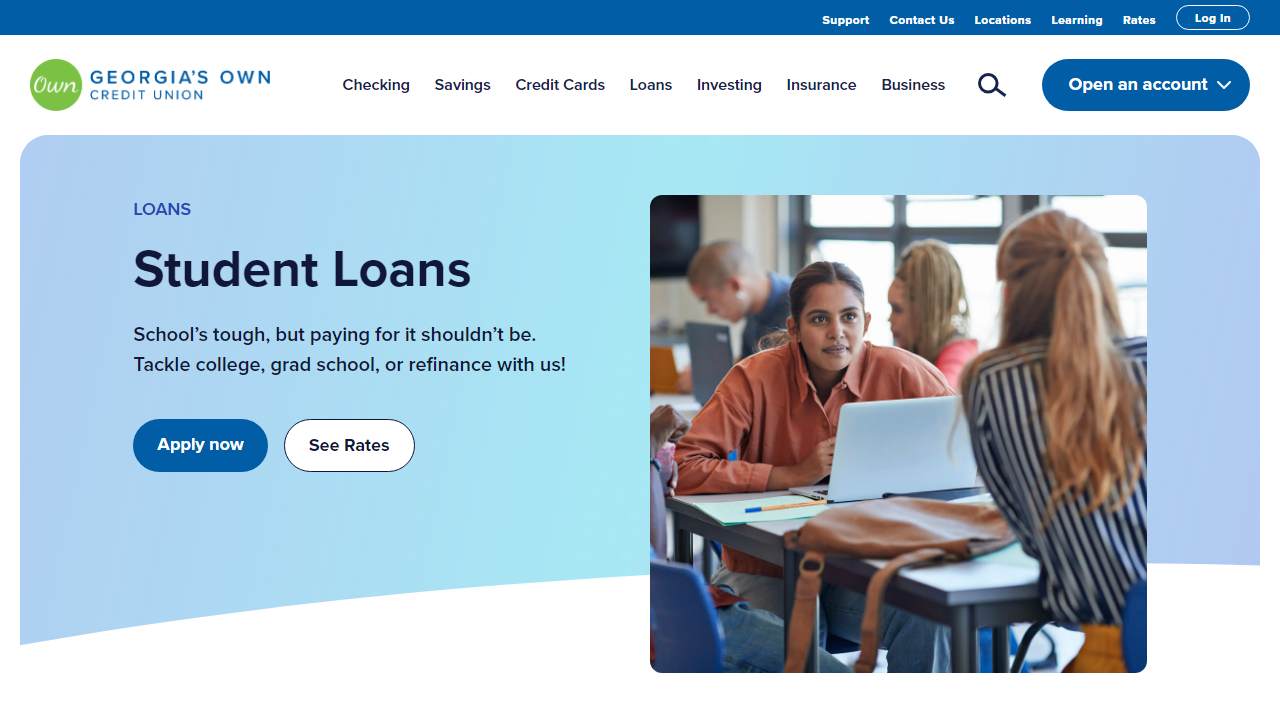 Support Contact Us Locations Learning Rates Log In
Own GEORGIA'S OWN
CREDIT UNION
Checking Savings Credit Cards Loans Investing Insurance Business Open an account
LOANS
Student Loans
School’s tough, but paying for it shouldn’t be.
Tackle college, grad school, or refinance with us!
Apply now See Rates